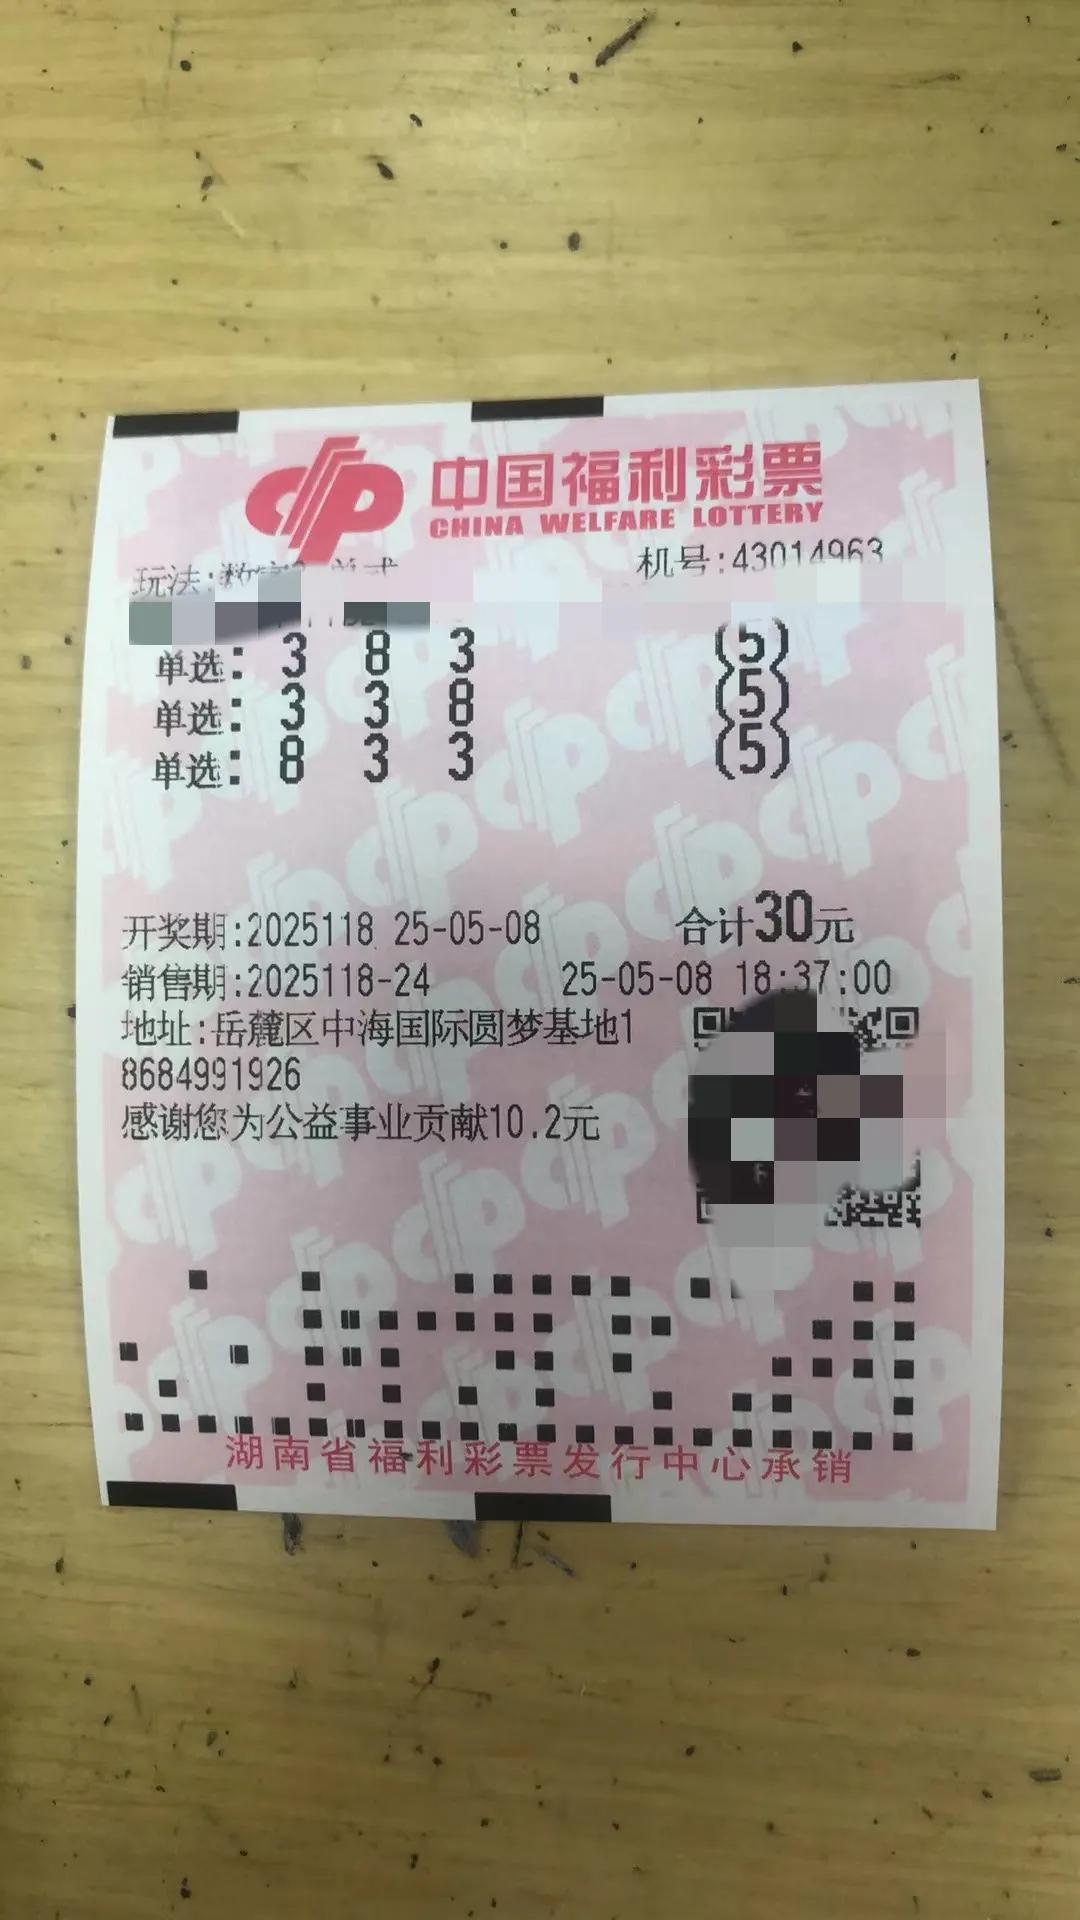 中国福利彩票
CHINA WELFARE LOTTERY
玩法: 机号:43014963
单选: 3 8 3 (5)
单选: 3 3 8 (5)
单选: 8 3 3 (5)
开奖期:2025118 25-05-08 合计30元
销售期:2025118-24 25-05-08 18:37:00
地址:岳麓区中海国际圆梦基地1
8684991926
感谢您为公益事业贡献10.2元
湖南省福利彩票发行中心承销